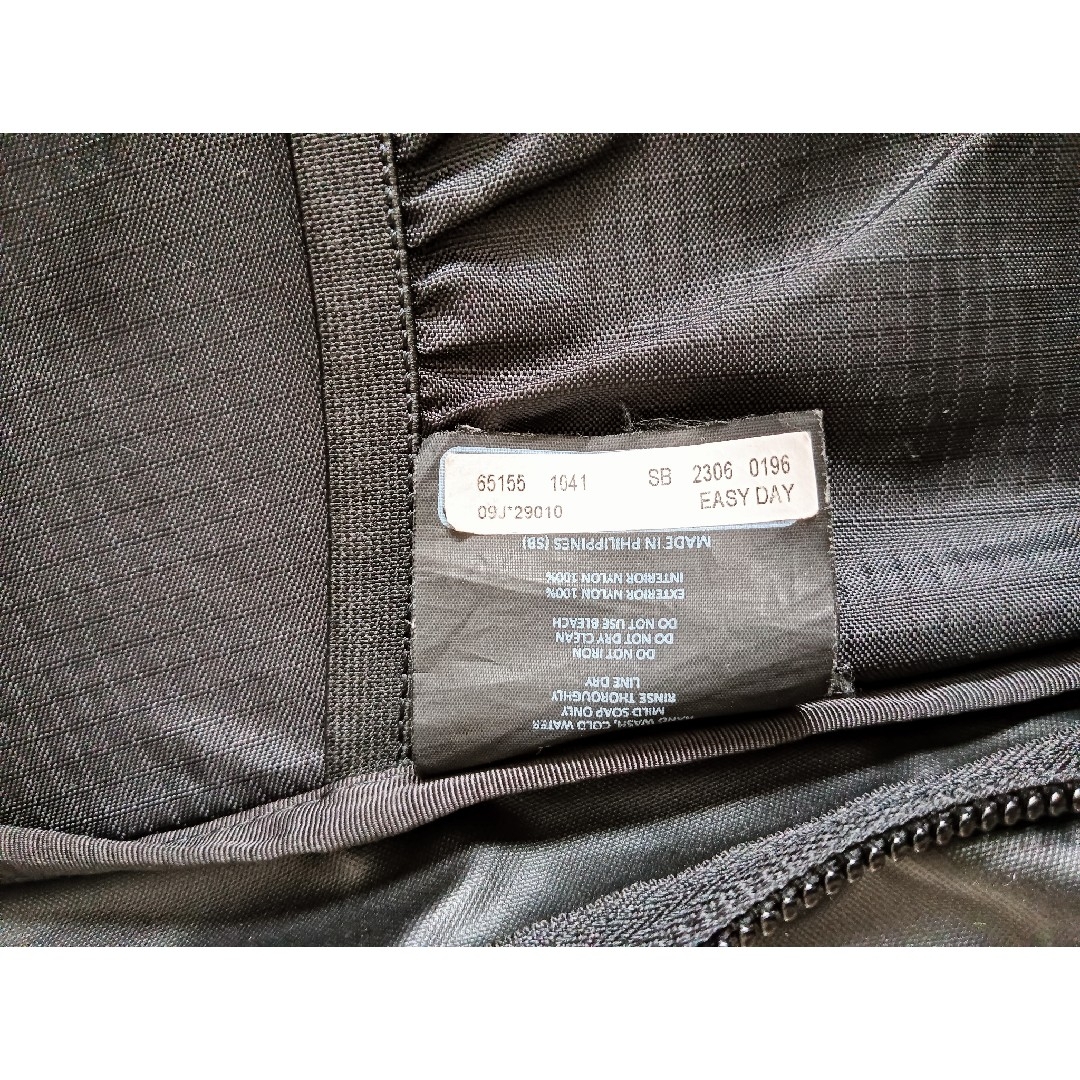 65155 1041 SB 2306 0196
09J*29010 EASY DAY
MADE IN PHILIPPINES (SB)
INTERIOR NYLON 100%
EXTERIOR NYLON 100%
DO NOT USE BLEACH
DO NOT DRY CLEAN
DO NOT IRON
LINE DRY
RINSE THOROUGHLY
MILD SOAP ONLY
HAND WASH, COLD WATER